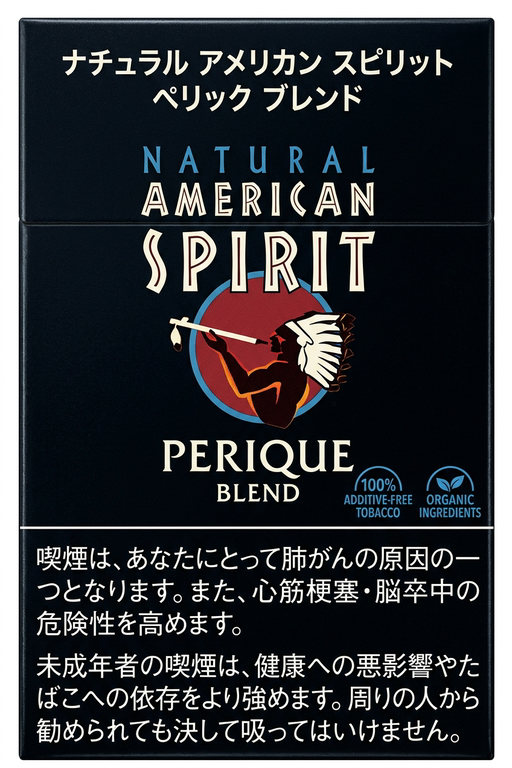 ナチュラル アメリカン スピリット
ペリック ブレンド
NATURAL
AMERICAN
SPIRIT
PERIQUE
BLEND
100%
ADDITIVE-FREE
TOBACCO
ORGANIC
INGREDIENTS
喫煙は、あなたにとって肺がんの原因の一
つとなります。また、心筋梗塞・脳卒中の
危険性を高めます。
未成年者の喫煙は、健康への悪影響やた
ばこへの依存をより強めます。周りの人から
勧められても決して吸ってはいけません。